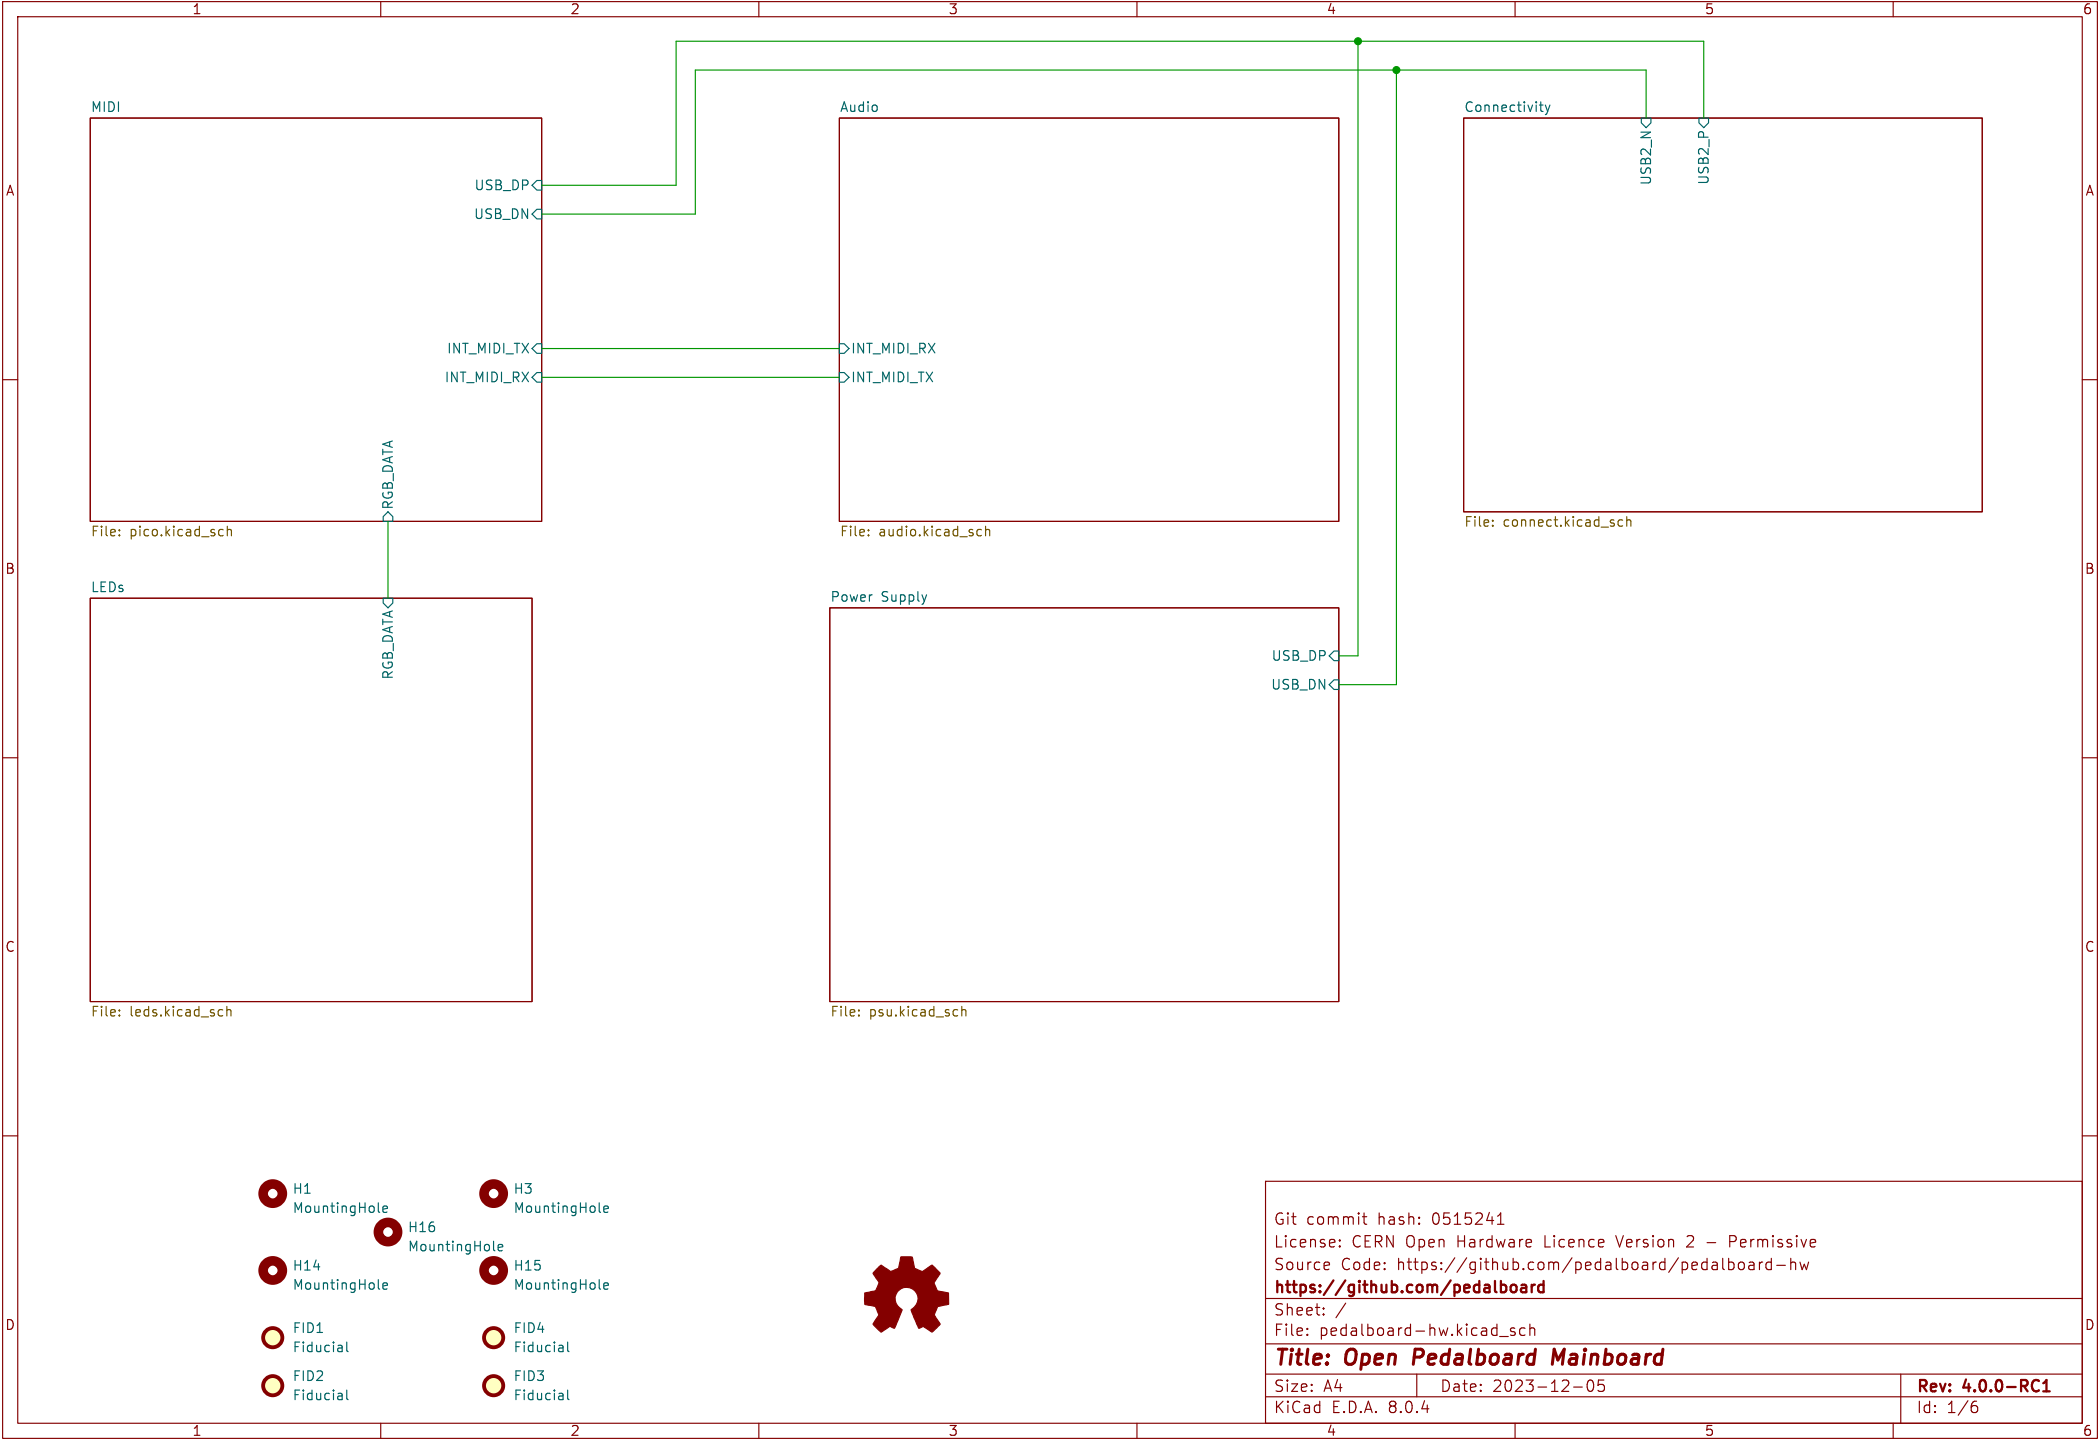 1 2 3 4 5 6
MIDI
Audio
Connectivity
USB2_N
USB2_P
USB_DP
USB_DN
A
A
INT_MIDI_TX
INT_MIDI_RX
INT_MIDI_RX
INT_MIDI_TX
RGB_DATA
File: pico.kicad_sch
File: audio.kicad_sch
File: connect.kicad_sch
B
B
LEDs
Power Supply
RGB_DATA
USB_DP
USB_DN
C
C
File: leds.kicad_sch
File: psu.kicad_sch
H1
MountingHole
H3
MountingHole
H16
MountingHole
H14
MountingHole
H15
MountingHole
FID1
Fiducial
FID4
Fiducial
FID2
Fiducial
FID3
Fiducial
D
D
Git commit hash: 0515241
License: CERN Open Hardware Licence Version 2 - Permissive
Source Code: https://github.com/pedalboard/pedalboard-hw
https://github.com/pedalboard
Sheet: /
File: pedalboard-hw.kicad_sch
Title: Open Pedalboard Mainboard
Size: A4 Date: 2023-12-05 Rev: 4.0.0-RC1
KiCad E.D.A. 8.0.4 Id: 1/6
1 2 3 4 5 6